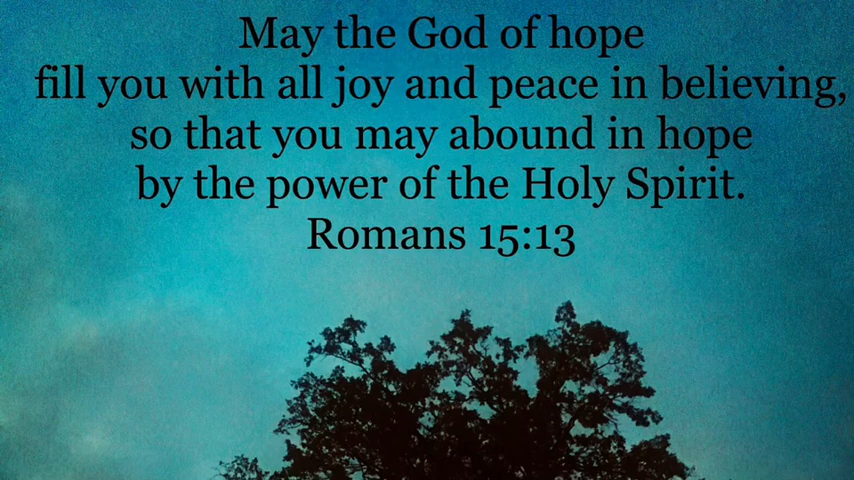 May the God of hope
fill you with all joy and peace in believing,
so that you may abound in hope
by the power of the Holy Spirit.
Romans 15:13